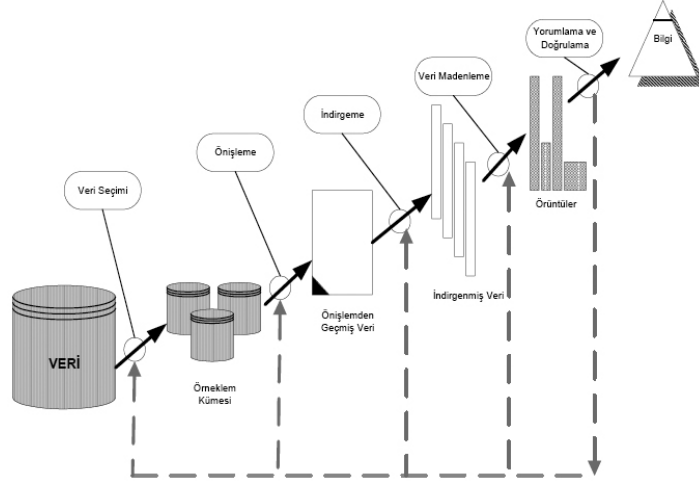 Yorumlama ve
Doğrulama
Bilgi
Veri Madenleme
İndirgeme
Önişleme
Veri Seçimi
Örüntüler
İndirgenmiş Veri
Önişlemden
Geçmiş Veri
VERİ
Örneklem
Kümesi